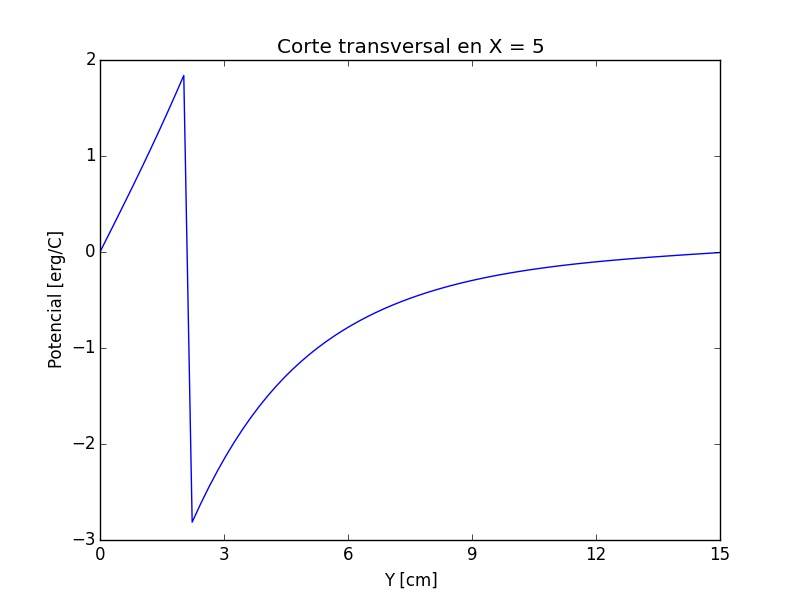 Corte transversal en X = 5
2
1
0
−1
−2
−3
Potencial [erg/C]
0 3 6 9 12 15
Y [cm]